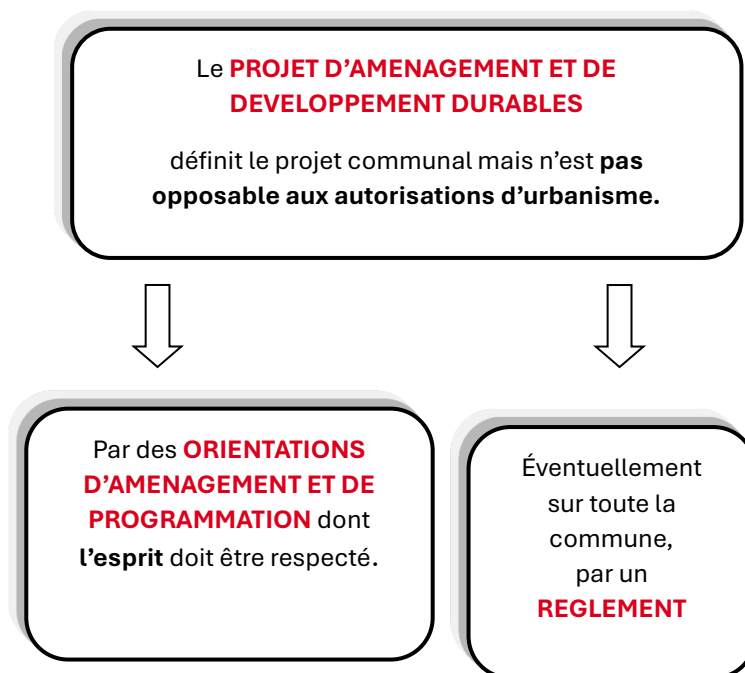 Le PROJET D’AMENAGEMENT ET DE
DEVELOPPEMENT DURABLES
définit le projet communal mais n’est pas
opposable aux autorisations d’urbanisme.
Par des ORIENTATIONS
D’AMENAGEMENT ET DE
PROGRAMMATION dont
l’esprit doit être respecté.
Éventuellement
sur toute la
commune,
par un
REGLEMENT